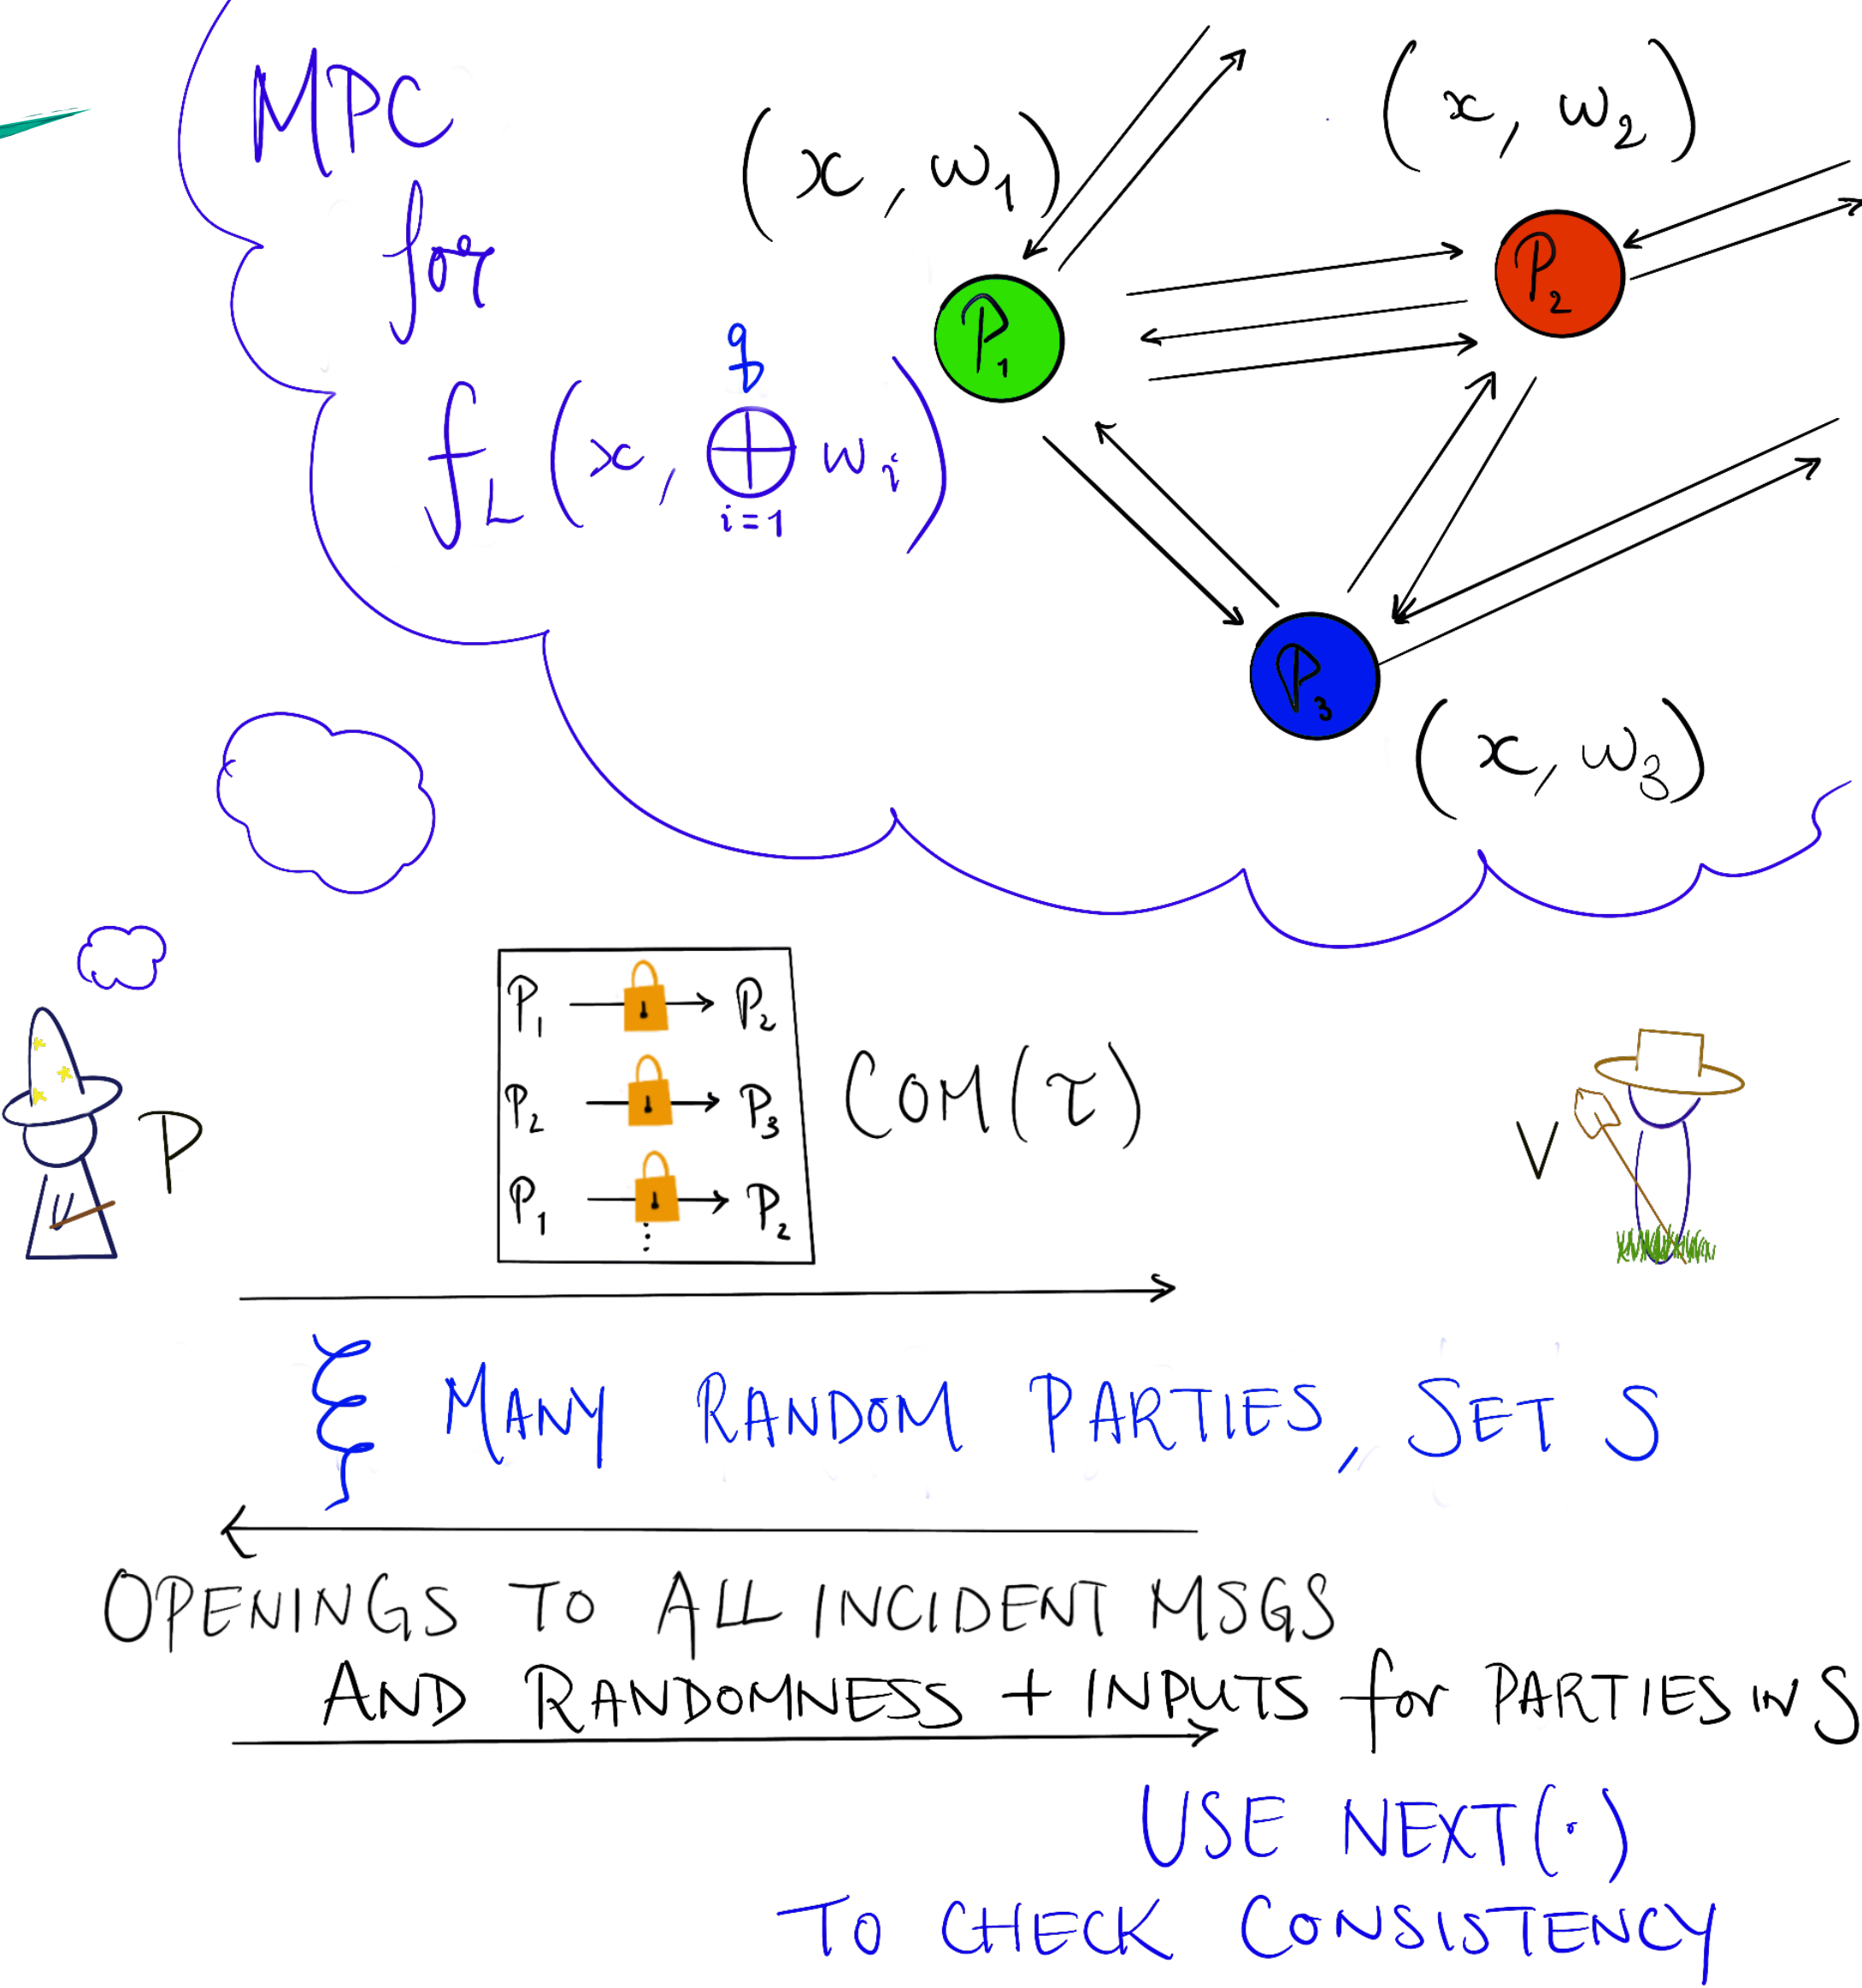 MPC
for
f_L (x, ⊕_{i=1}^{q} w_i)
(x, w_1)
(x, w_2)
P_1
P_2
P_3
(x, w_3)
P_1 → P_2
P_2 → P_3
P_1 → P_2
⋮
COM(τ)
P
V
ξ MANY RANDOM PARTIES, SET S
OPENINGS TO ALL INCIDENT MSGS
AND RANDOMNESS + INPUTS for PARTIES IN S
USE NEXT(·)
TO CHECK CONSISTENCY